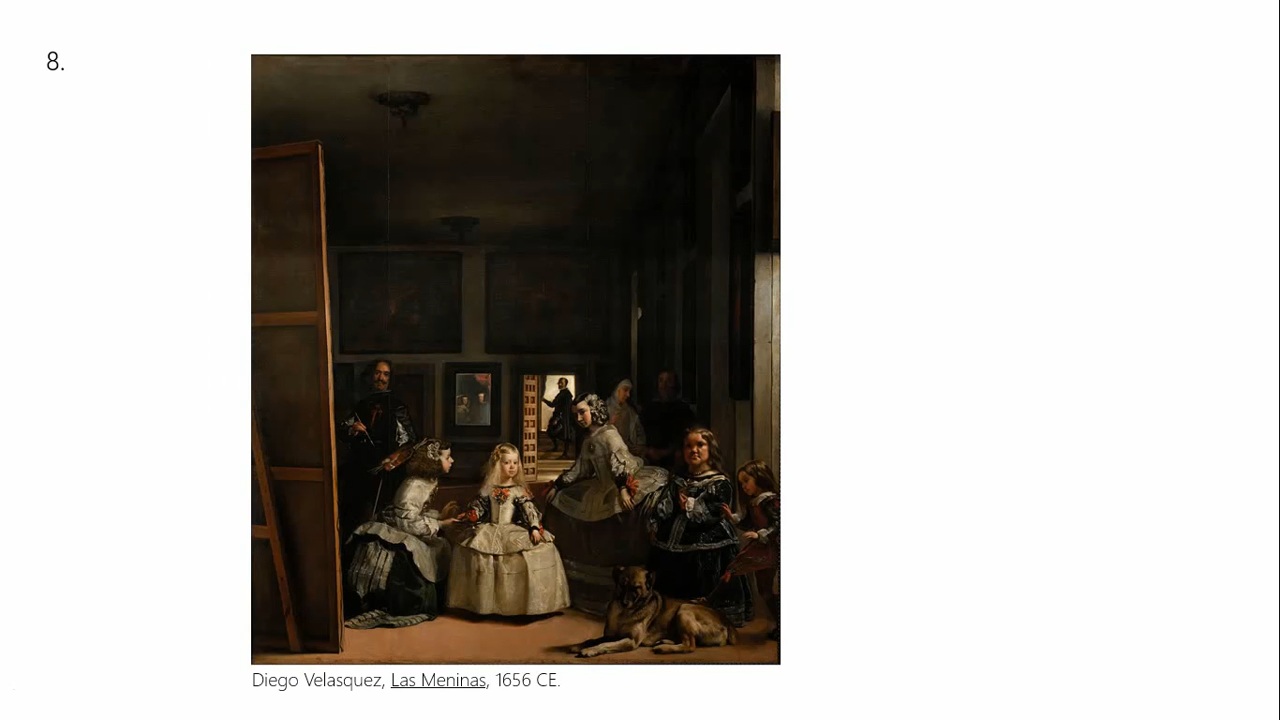 8.
Diego Velasquez, Las Meninas, 1656 CE.